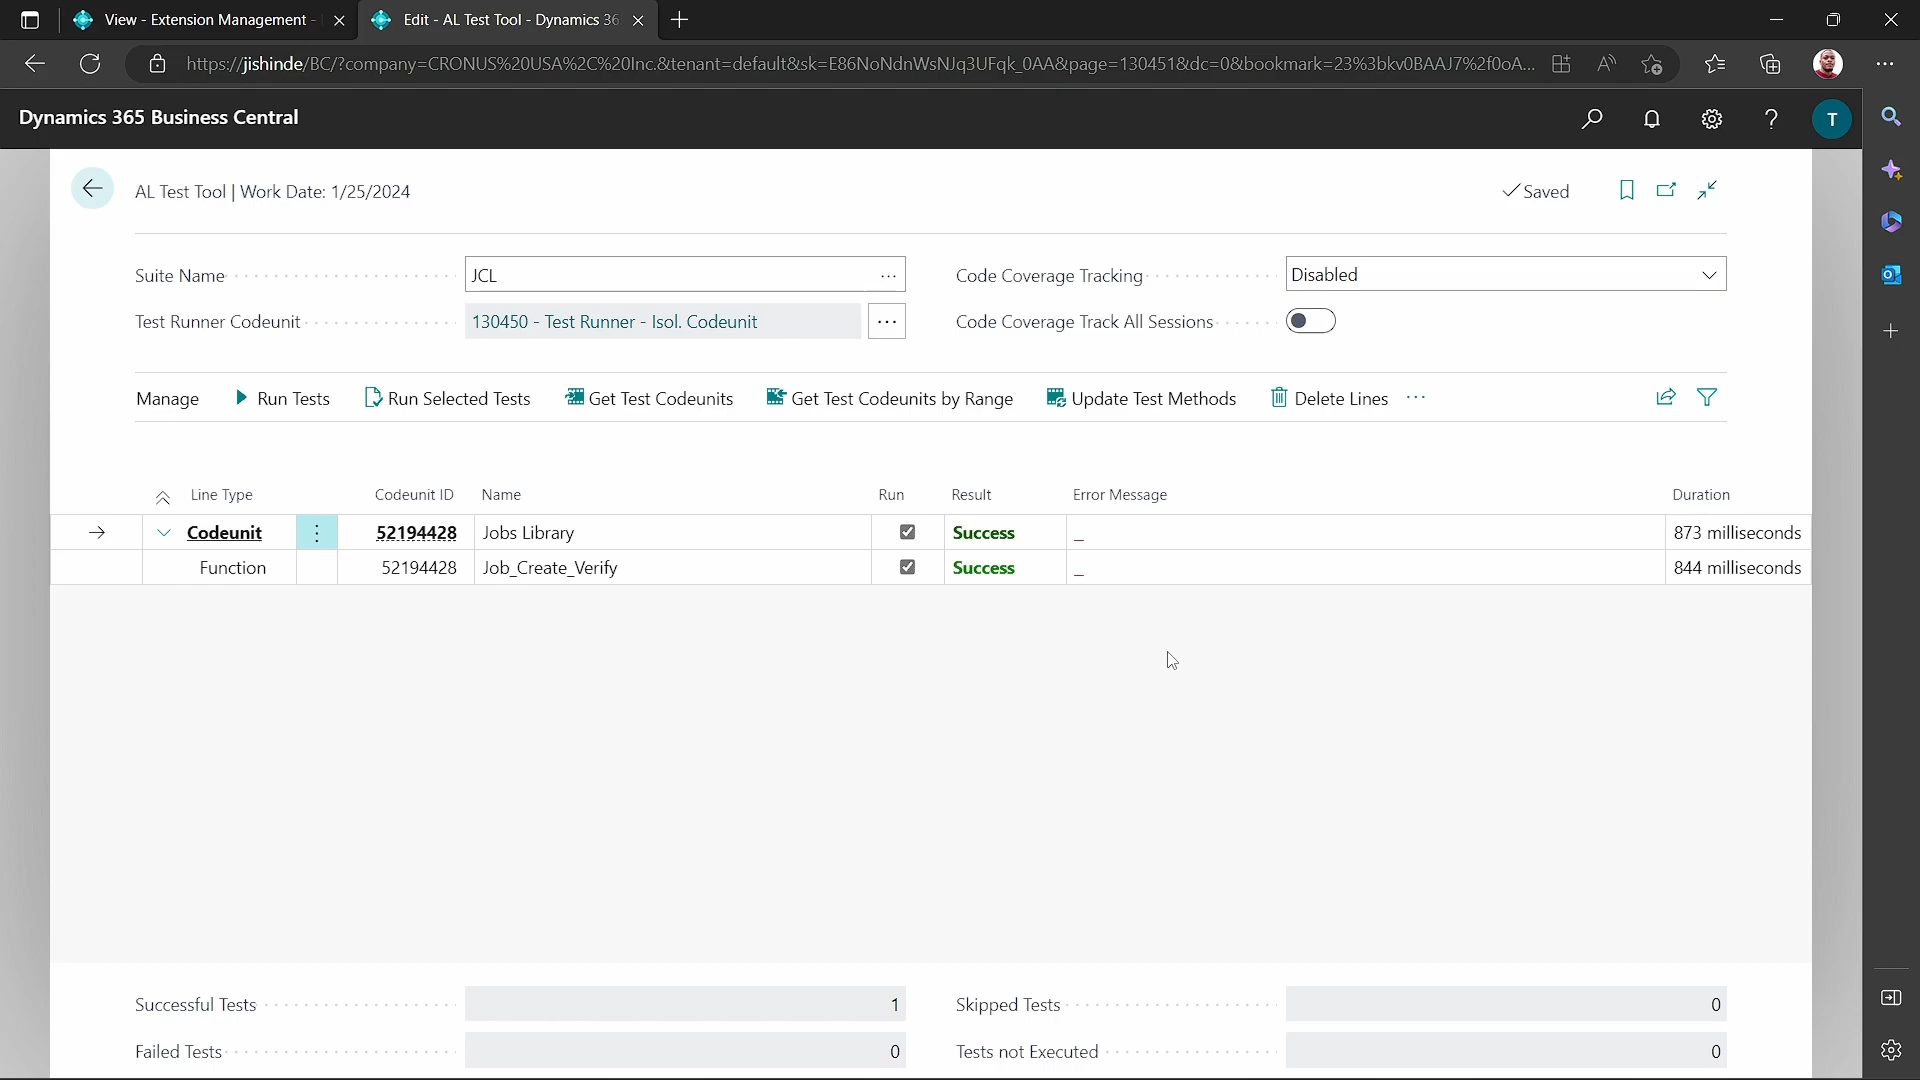 View - Extension Management -
Edit - AL Test Tool - Dynamics 36
https://jishinde/BC/?company=CRONUS%20USA%2C%20Inc.&tenant=default&sk=E86NoNdnWsNJq3UFqk_0AA&page=130451&dc=0&bookmark=23%3bkv0BAAJ7%2f0oA...
Dynamics 365 Business Central
T
AL Test Tool | Work Date: 1/25/2024
Saved
Suite Name
JCL
Code Coverage Tracking
Disabled
Test Runner Codeunit
130450 - Test Runner - Isol. Codeunit
Code Coverage Track All Sessions
Manage
Run Tests
Run Selected Tests
Get Test Codeunits
Get Test Codeunits by Range
Update Test Methods
Delete Lines
Line Type
Codeunit ID
Name
Run
Result
Error Message
Duration
Codeunit
52194428
Jobs Library
Success
_
873 milliseconds
Function
52194428
Job_Create_Verify
Success
_
844 milliseconds
Successful Tests
1
Skipped Tests
0
Failed Tests
0
Tests not Executed
0